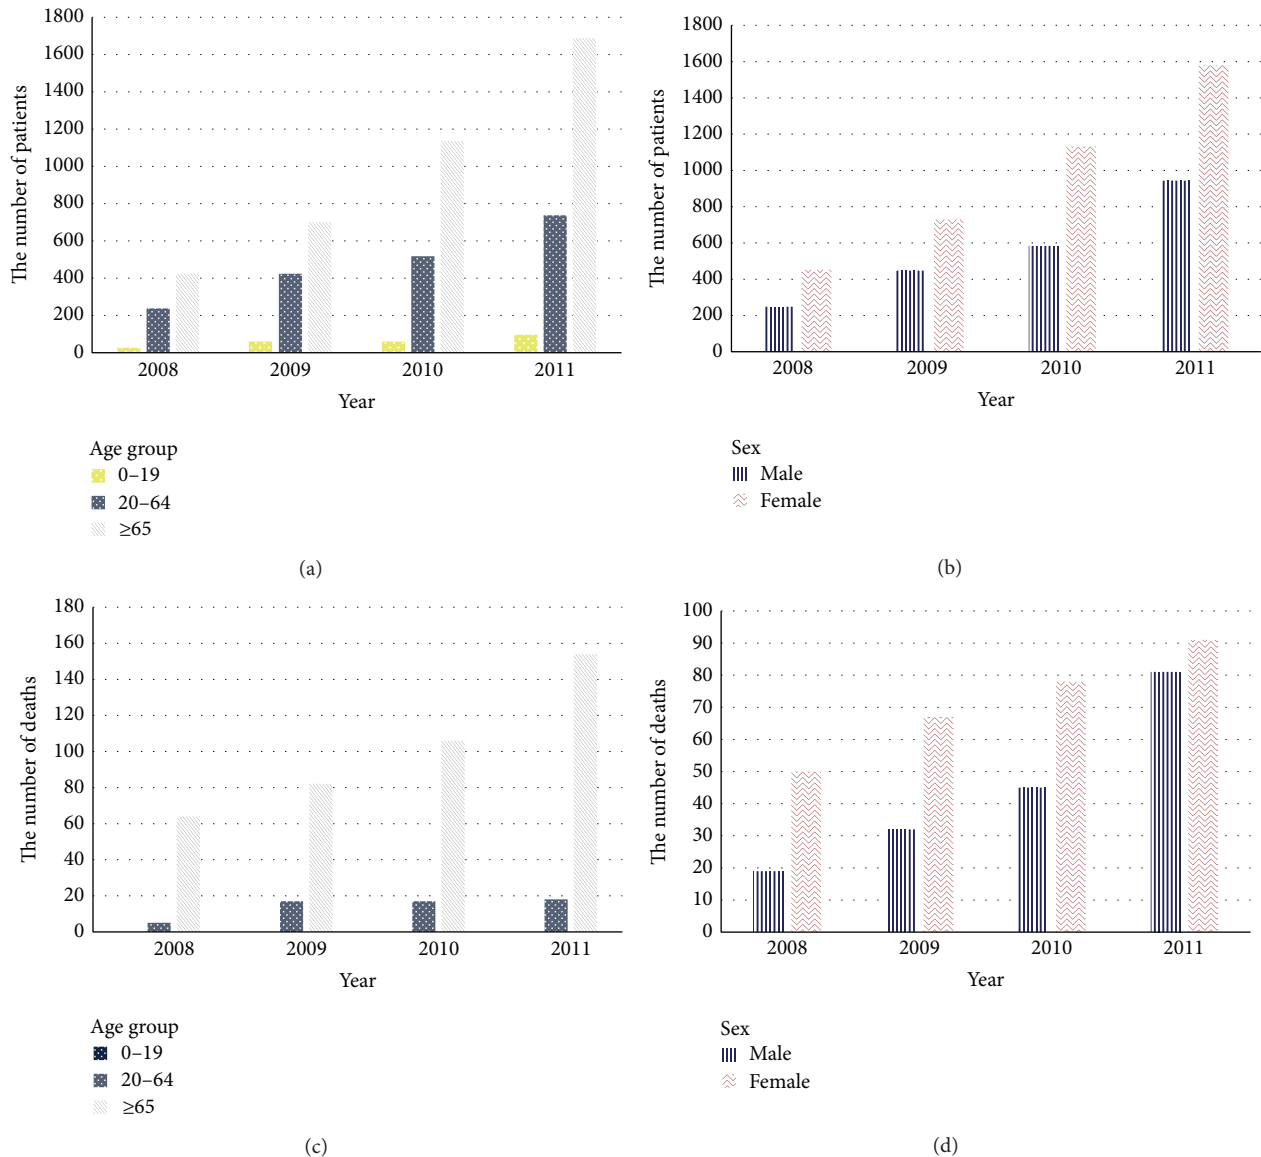 1800
1600
1400
1200
1000
800
600
400
200
0
The number of patients
2008 2009 2010 2011
Year
Age group
0–19
20–64
≥65
(a)
1800
1600
1400
1200
1000
800
600
400
200
0
The number of patients
2008 2009 2010 2011
Year
Sex
Male
Female
(b)
180
160
140
120
100
80
60
40
20
0
The number of deaths
2008 2009 2010 2011
Year
Age group
0–19
20–64
≥65
(c)
100
90
80
70
60
50
40
30
20
10
0
The number of deaths
2008 2009 2010 2011
Year
Sex
Male
Female
(d)